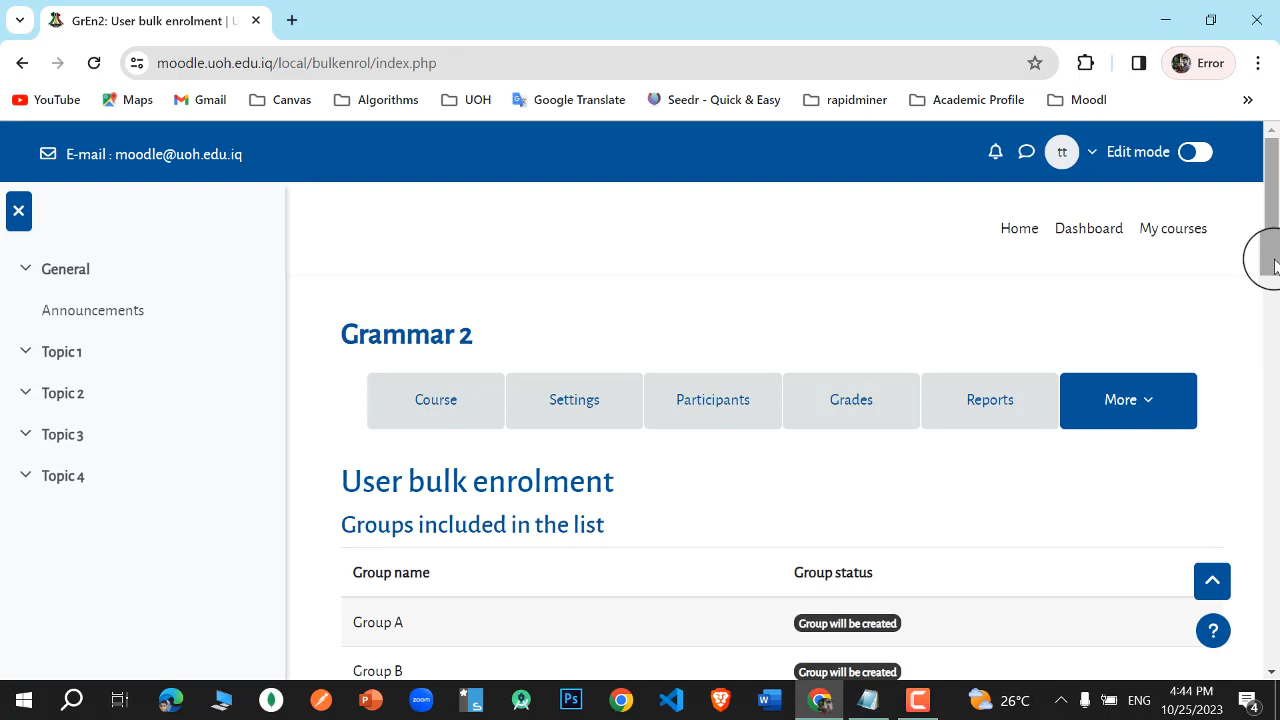 GrEn2: User bulk enrolment | U
moodle.uoh.edu.iq/local/bulkenrol/index.php
Error
YouTube
Maps
Gmail
Canvas
Algorithms
UOH
Google Translate
Seedr - Quick & Easy
rapidminer
Academic Profile
Moodl
E-mail : moodle@uoh.edu.iq
tt
Edit mode
Home
Dashboard
My courses
General
Announcements
Topic 1
Topic 2
Topic 3
Topic 4
Grammar 2
Course
Settings
Participants
Grades
Reports
More
User bulk enrolment
Groups included in the list
Group name
Group status
Group A
Group will be created
Group B
Group will be created
?
zoom
Ps
26°C
ENG
4:44 PM
10/25/2023
4